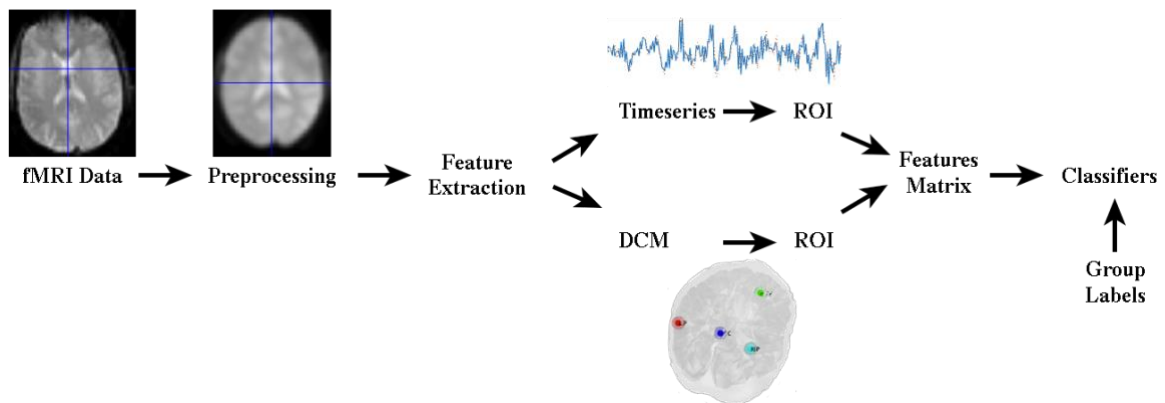 Timeseries
ROI
fMRI Data
Preprocessing
Feature
Extraction
Features
Matrix
Classifiers
DCM
ROI
Group
Labels